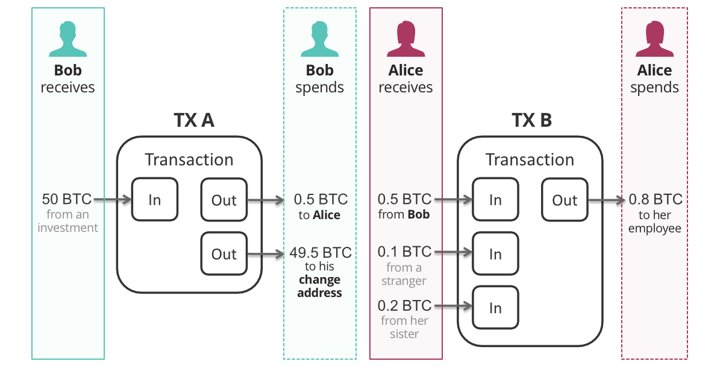 Bob
receives
Bob
spends
Alice
receives
Alice
spends
TX A
TX B
Transaction
Transaction
50 BTC
from an
investment
In
Out
0.5 BTC
to Alice
Out
49.5 BTC
to his
change
address
0.5 BTC
from Bob
In
Out
0.8 BTC
to her
employee
0.1 BTC
from a
stranger
In
0.2 BTC
from her
sister
In